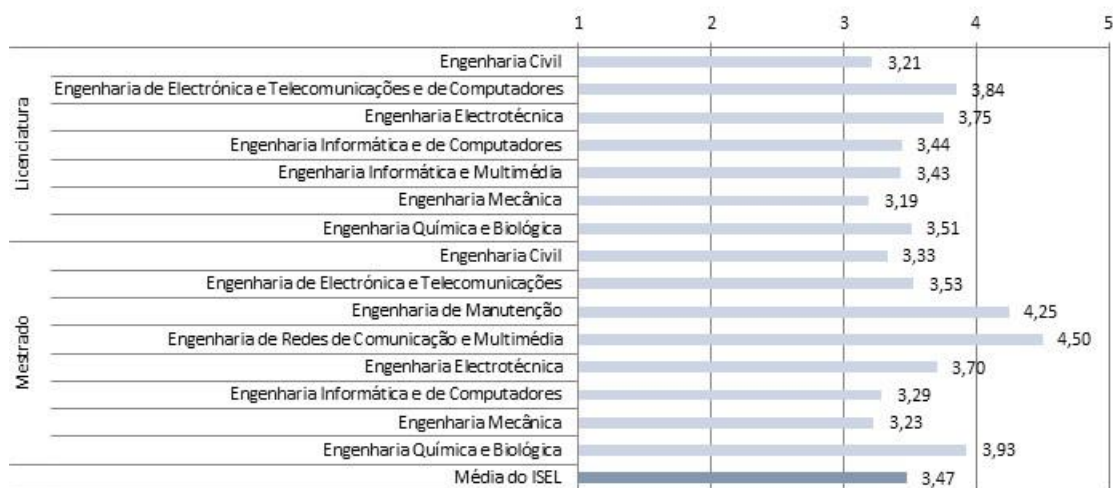 1 2 3 4 5
Licenciatura
Engenharia Civil 3,21
Engenharia de Electrónica e Telecomunicações e de Computadores 3,84
Engenharia Electrotécnica 3,75
Engenharia Informática e de Computadores 3,44
Engenharia Informática e Multimédia 3,43
Engenharia Mecânica 3,19
Engenharia Química e Biológica 3,51
Mestrado
Engenharia Civil 3,33
Engenharia de Electrónica e Telecomunicações 3,53
Engenharia de Manutenção 4,25
Engenharia de Redes de Comunicação e Multimédia 4,50
Engenharia Electrotécnica 3,70
Engenharia Informática e de Computadores 3,29
Engenharia Mecânica 3,23
Engenharia Química e Biológica 3,93
Média do ISEL 3,47